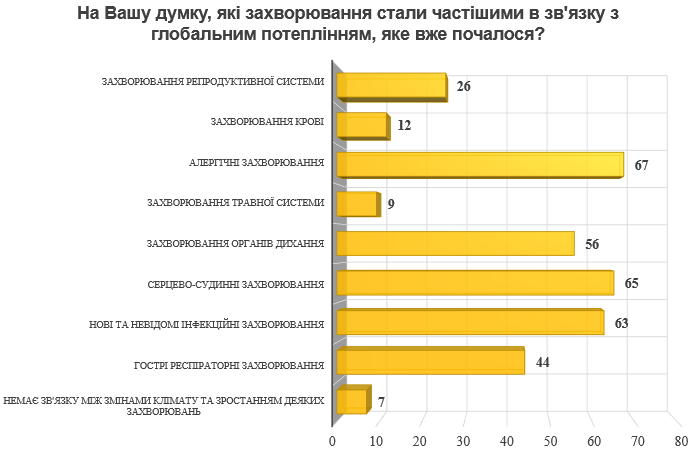 На Вашу думку, які захворювання стали частішими в зв'язку з
глобальним потеплінням, яке вже почалося?
ЗАХВОРЮВАННЯ РЕПРОДУКТИВНОЇ СИСТЕМИ 26
ЗАХВОРЮВАННЯ КРОВІ 12
АЛЕРГІЧНІ ЗАХВОРЮВАННЯ 67
ЗАХВОРЮВАННЯ ТРАВНОЇ СИСТЕМИ 9
ЗАХВОРЮВАННЯ ОРГАНІВ ДИХАННЯ 56
СЕРЦЕВО-СУДИННІ ЗАХВОРЮВАННЯ 65
НОВІ ТА НЕВІДОМІ ІНФЕКЦІЙНІ ЗАХВОРЮВАННЯ 63
ГОСТРІ РЕСПІРАТОРНІ ЗАХВОРЮВАННЯ 44
НЕМАЄ ЗВ'ЯЗКУ МІЖ ЗМІНАМИ КЛІМАТУ ТА ЗРОСТАННЯМ ДЕЯКИХ 7
ЗАХВОРЮВАНЬ
0 10 20 30 40 50 60 70 80